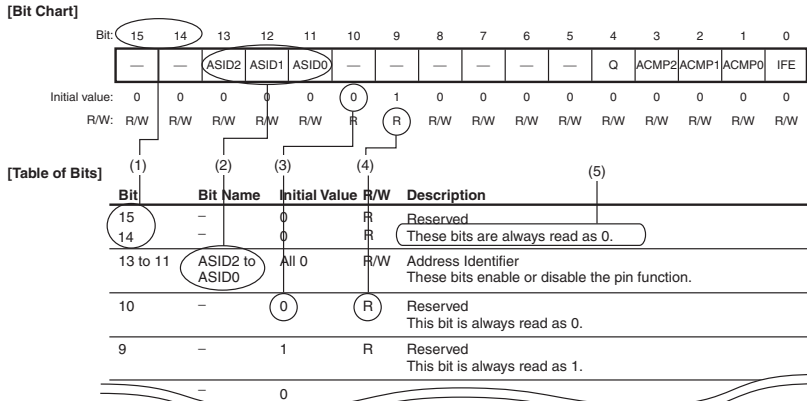 [Bit Chart]
Bit: 15 14 13 12 11 10 9 8 7 6 5 4 3 2 1 0
— — ASID2 ASID1 ASID0 — — — — — — Q ACMP2 ACMP1 ACMP0 IFE
Initial value: 0 0 0 0 0 0 1 0 0 0 0 0 0 0 0 0
R/W: R/W R/W R/W R/W R/W R R R/W R/W R/W R/W R/W R/W R/W R/W R/W
(1) (2) (3) (4) (5)
[Table of Bits]
Bit Bit Name Initial Value R/W Description
15 – 0 R Reserved
14 – 0 R These bits are always read as 0.
13 to 11 ASID2 to All 0 R/W Address Identifier
ASID0 These bits enable or disable the pin function.
10 – 0 R Reserved
This bit is always read as 0.
9 – 1 R Reserved
This bit is always read as 1.
– 0